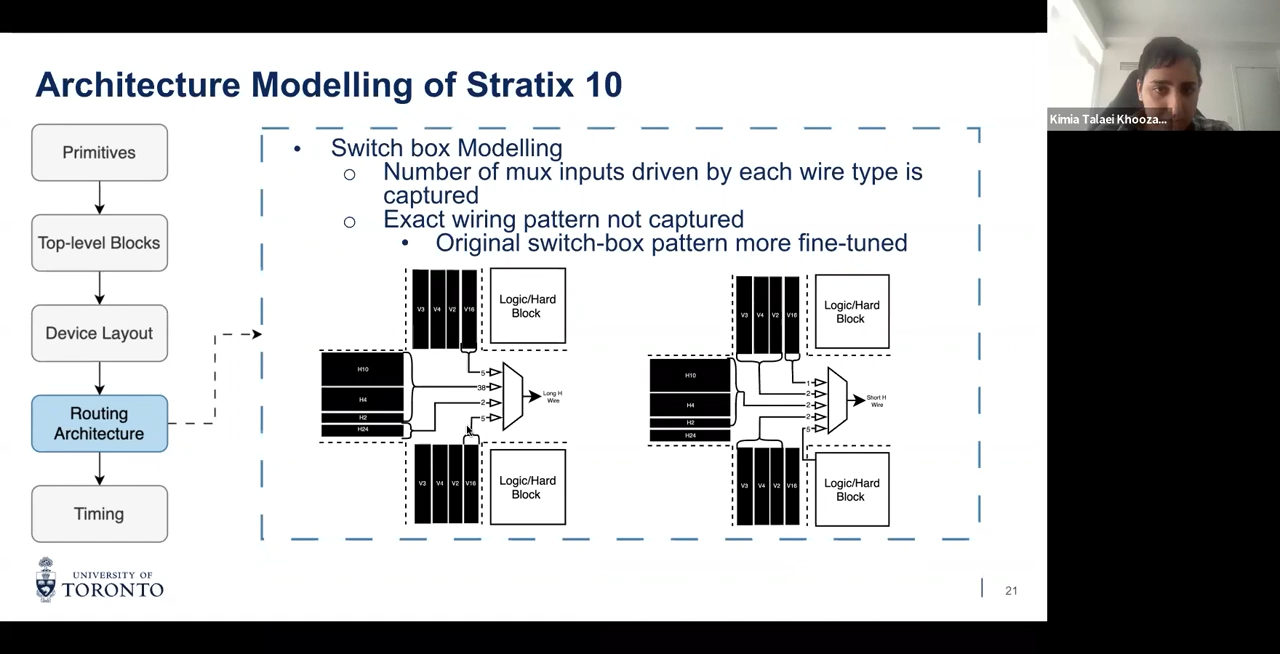 Architecture Modelling of Stratix 10
Kimia Talaei Khooza...
Primitives
Top-level Blocks
Device Layout
Routing
Architecture
Timing
• Switch box Modelling
o Number of mux inputs driven by each wire type is
captured
o Exact wiring pattern not captured
• Original switch-box pattern more fine-tuned
V3 V4 V2 V16
Logic/Hard
Block
H10
H4
H2
H24
5
38
2
5
Long H
Wire
V3 V4 V2 V16
Logic/Hard
Block
V3 V4 V2 V16
Logic/Hard
Block
H10
H4
H2
H24
1
2
2
2
5
Short H
Wire
V3 V4 V2 V16
Logic/Hard
Block
UNIVERSITY OF
TORONTO
21